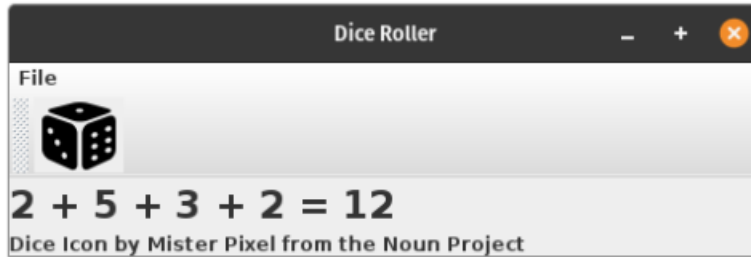 Dice Roller
File
2 + 5 + 3 + 2 = 12
Dice Icon by Mister Pixel from the Noun Project